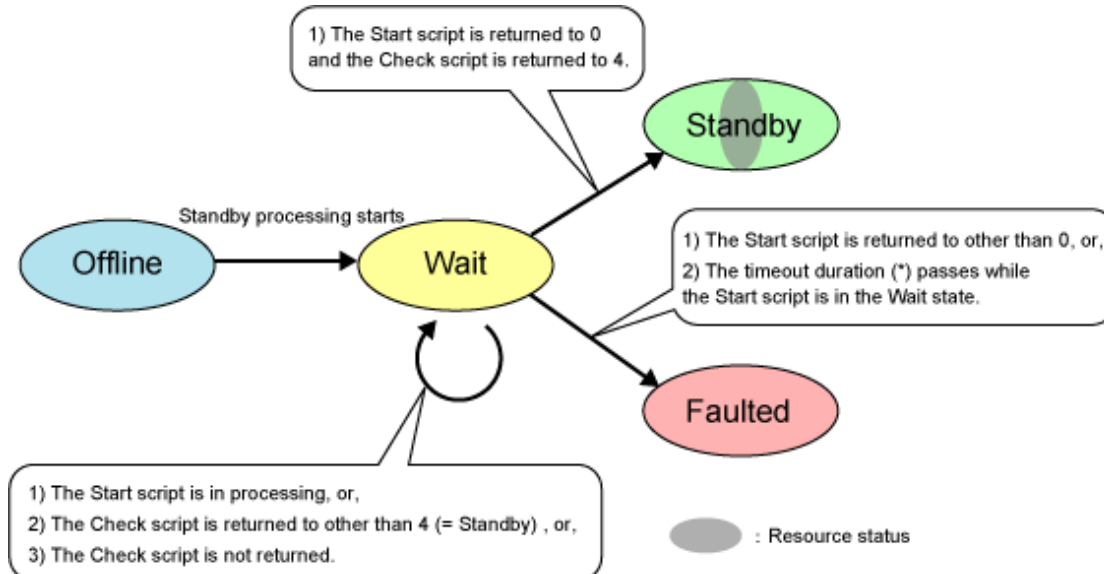 1) The Start script is returned to 0
and the Check script is returned to 4.
Standby
Standby processing starts
Offline
Wait
1) The Start script is returned to other than 0, or,
2) The timeout duration (*) passes while
the Start script is in the Wait state.
Faulted
1) The Start script is in processing, or,
2) The Check script is returned to other than 4 (= Standby) , or,
3) The Check script is not returned.
: Resource status